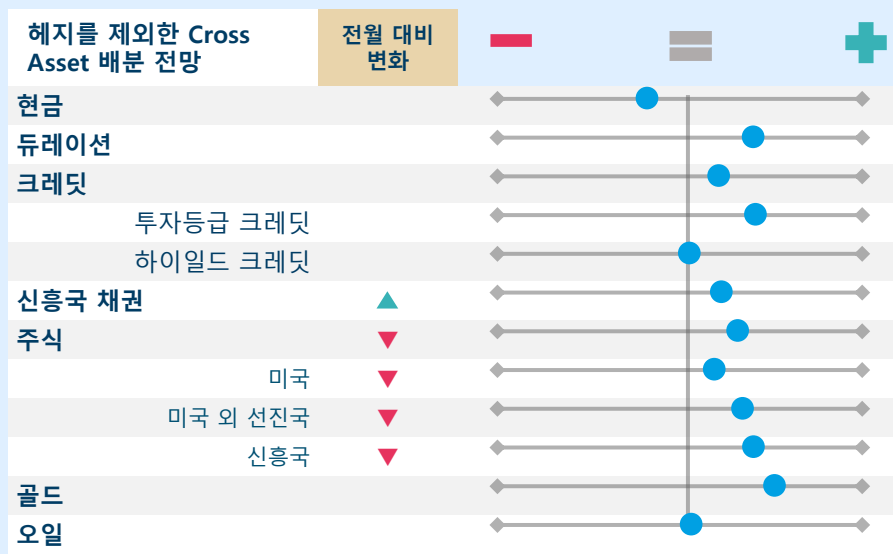 헤지를 제외한 Cross
Asset 배분 전망
전월 대비
변화
현금
듀레이션
크레딧
투자등급 크레딧
하이일드 크레딧
신흥국 채권
주식
미국
미국 외 선진국
신흥국
골드
오일